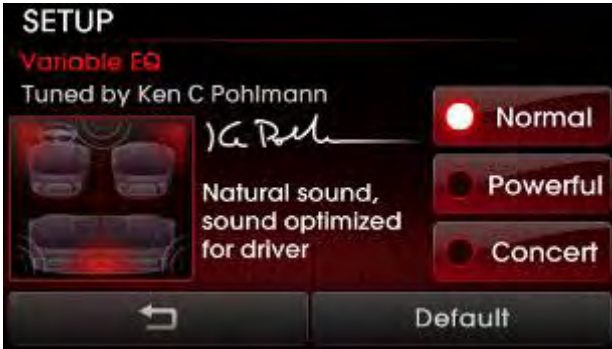 SETUP
Variable EQ
Tuned by Ken C Pohlmann
Natural sound,
sound optimized
for driver
Normal
Powerful
Concert
Default